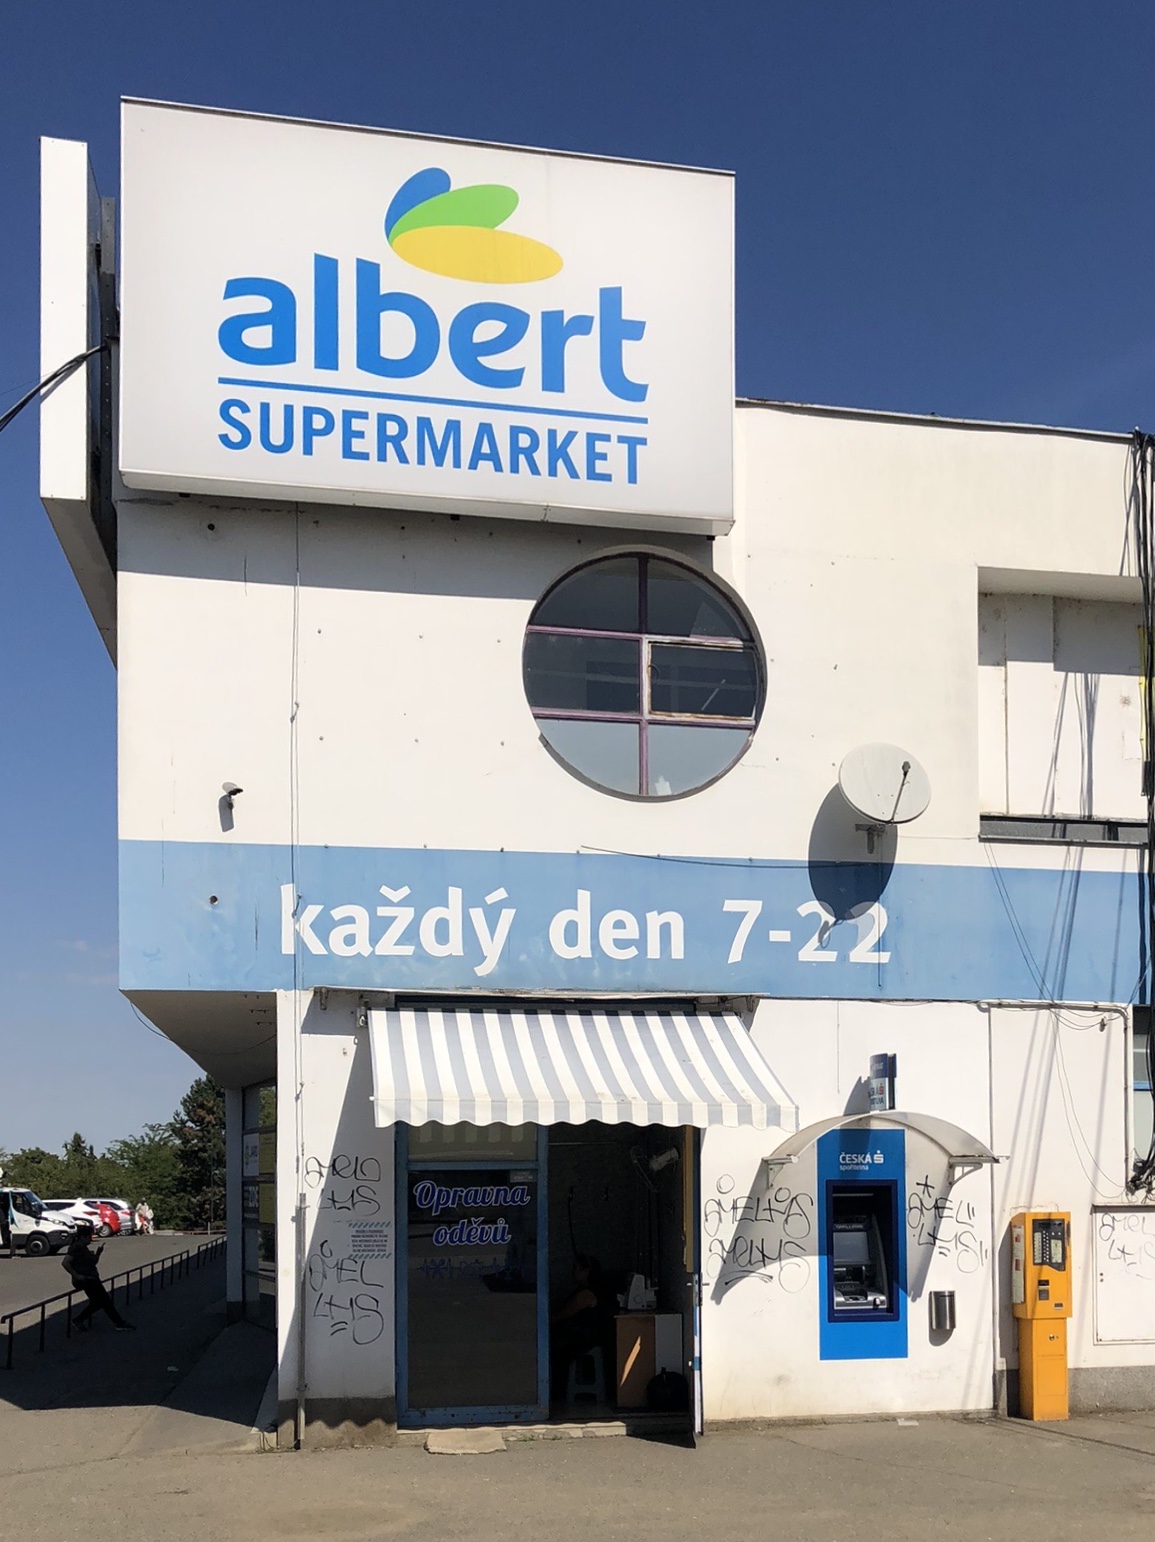 albert
SUPERMARKET
každý den 7-22
Opravna
oděvů
ČESKÁ
spořitelna